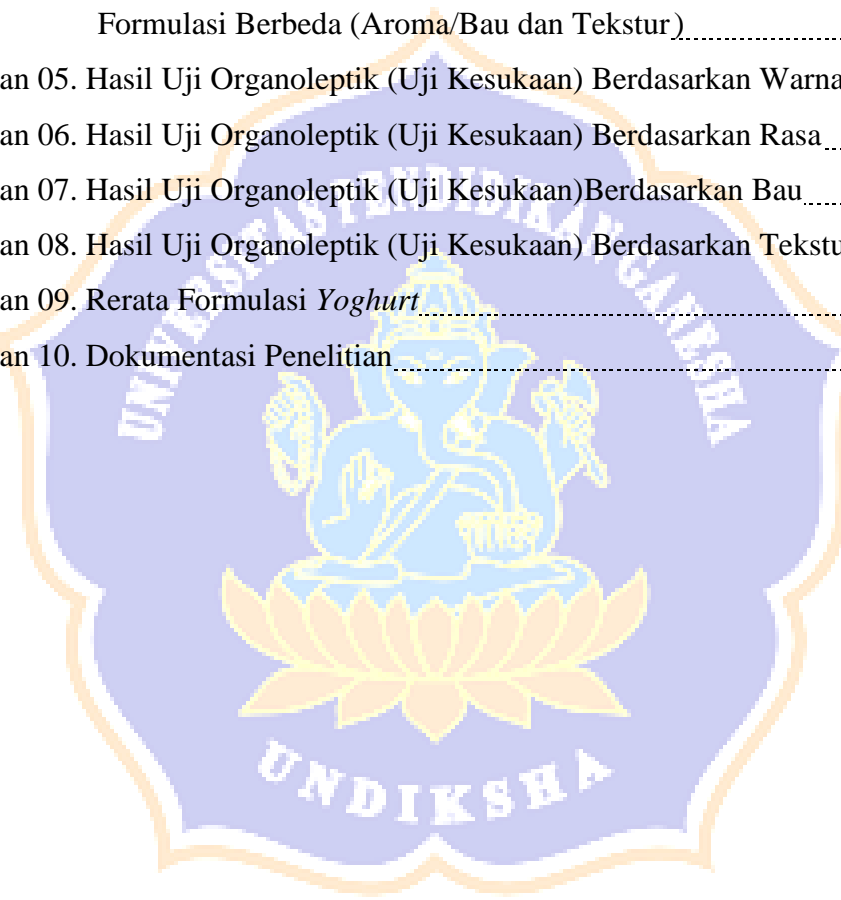 Formulasi Berbeda (Aroma/Bau dan Tekstur)
an 05. Hasil Uji Organoleptik (Uji Kesukaan) Berdasarkan Warna
an 06. Hasil Uji Organoleptik (Uji Kesukaan) Berdasarkan Rasa
an 07. Hasil Uji Organoleptik (Uji Kesukaan)Berdasarkan Bau
an 08. Hasil Uji Organoleptik (Uji Kesukaan) Berdasarkan Tekstu
an 09. Rerata Formulasi Yoghurt
an 10. Dokumentasi Penelitian
UNIVERSITAS PENDIDIKAN GANESHA
UNDIKSHA